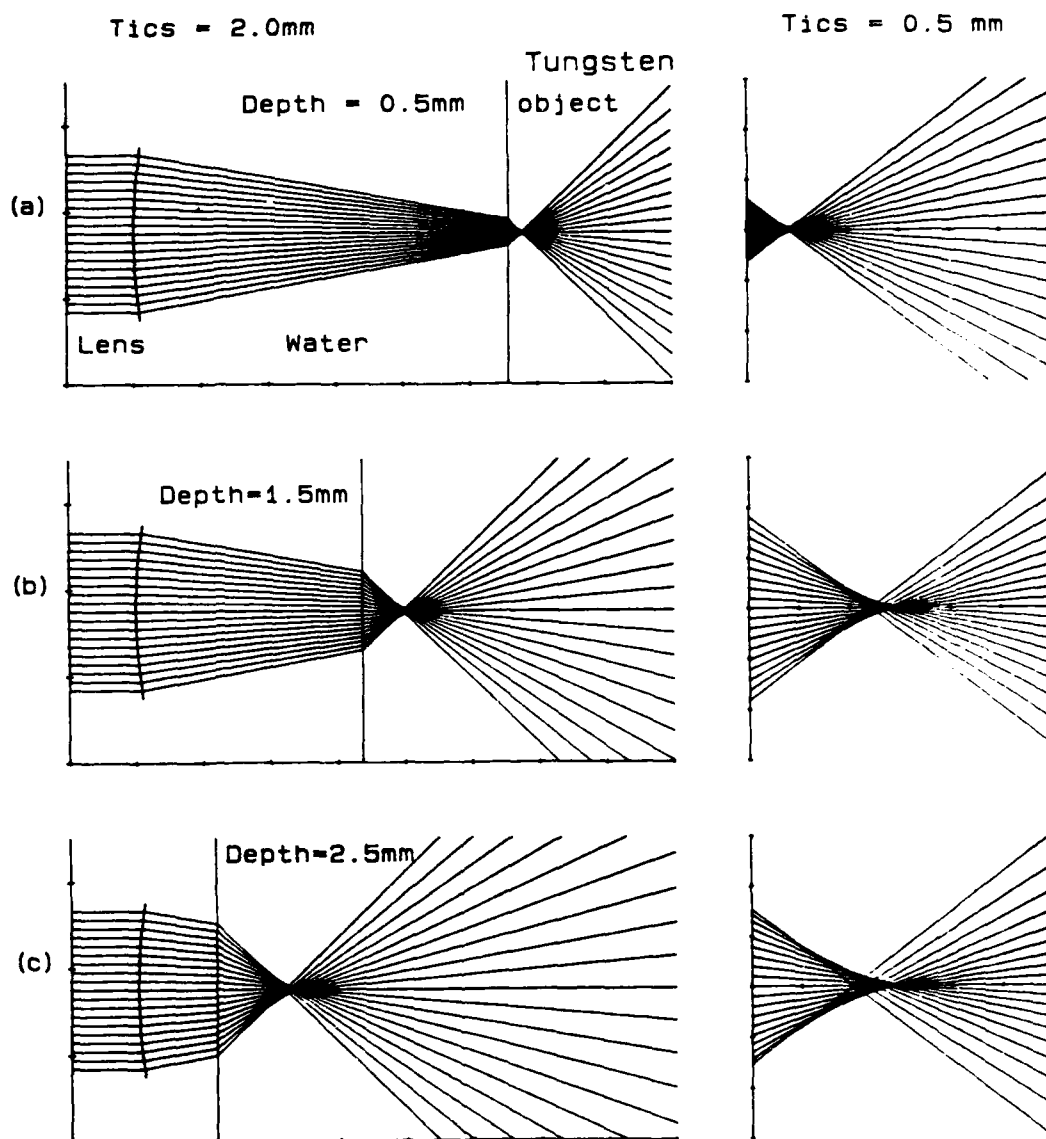 Tics = 2.0mm
Tics = 0.5 mm
Tungsten
Depth = 0.5mm
object
(a)
Lens
Water
Depth=1.5mm
(b)
Depth=2.5mm
(c)